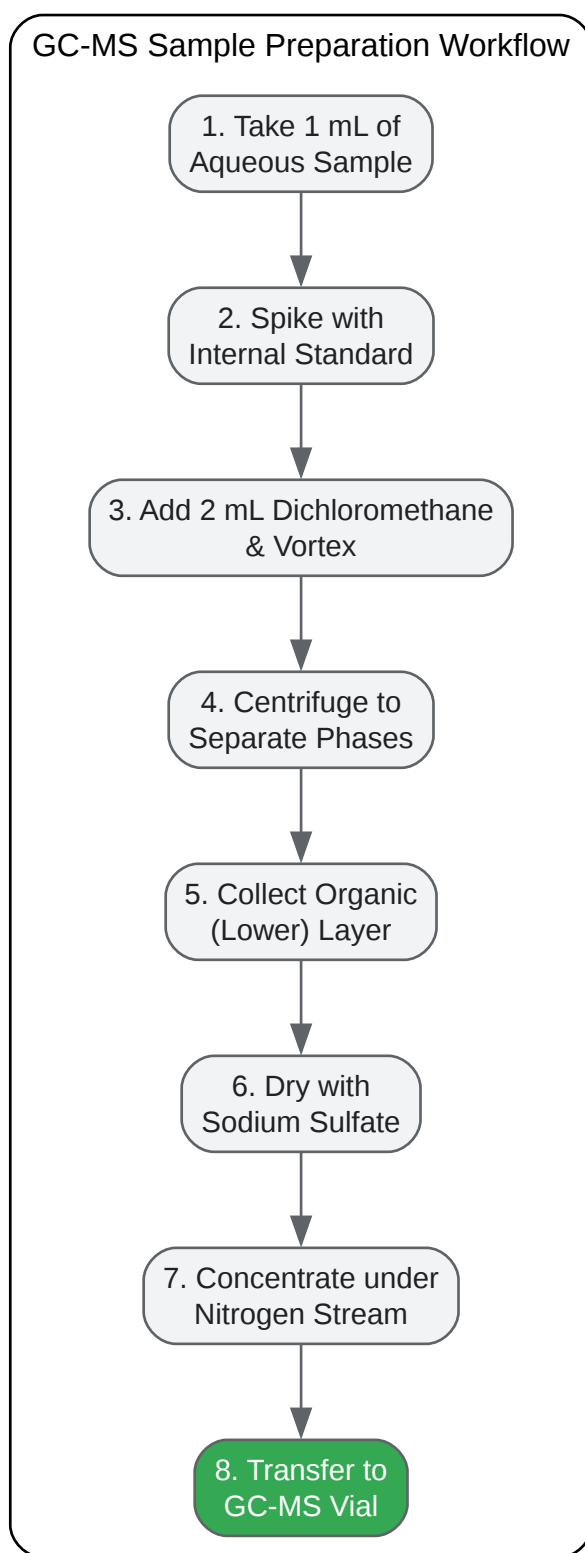 GC-MS Sample Preparation Workflow
1. Take 1 mL of
Aqueous Sample
2. Spike with
Internal Standard
3. Add 2 mL Dichloromethane
& Vortex
4. Centrifuge to
Separate Phases
5. Collect Organic
(Lower) Layer
6. Dry with
Sodium Sulfate
7. Concentrate under
Nitrogen Stream
8. Transfer to
GC-MS Vial